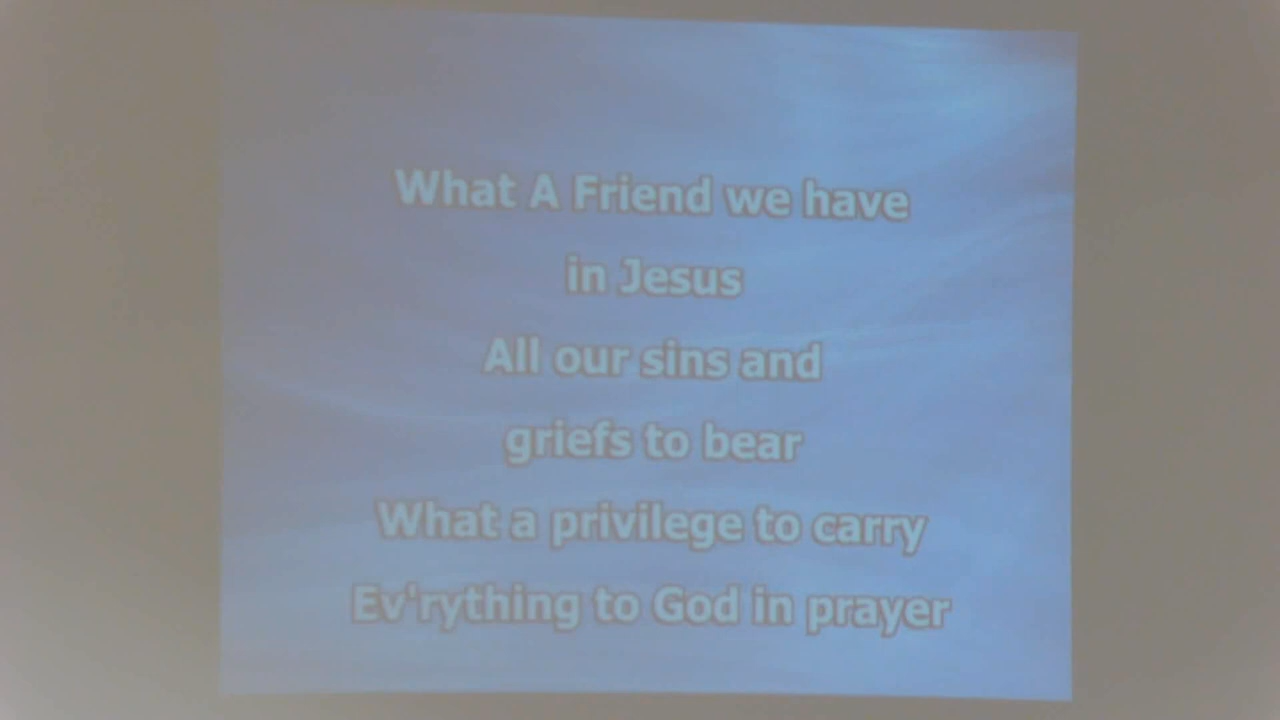 What A Friend we have
in Jesus
All our sins and
griefs to bear
What a privilege to carry
Ev'rything to God in prayer